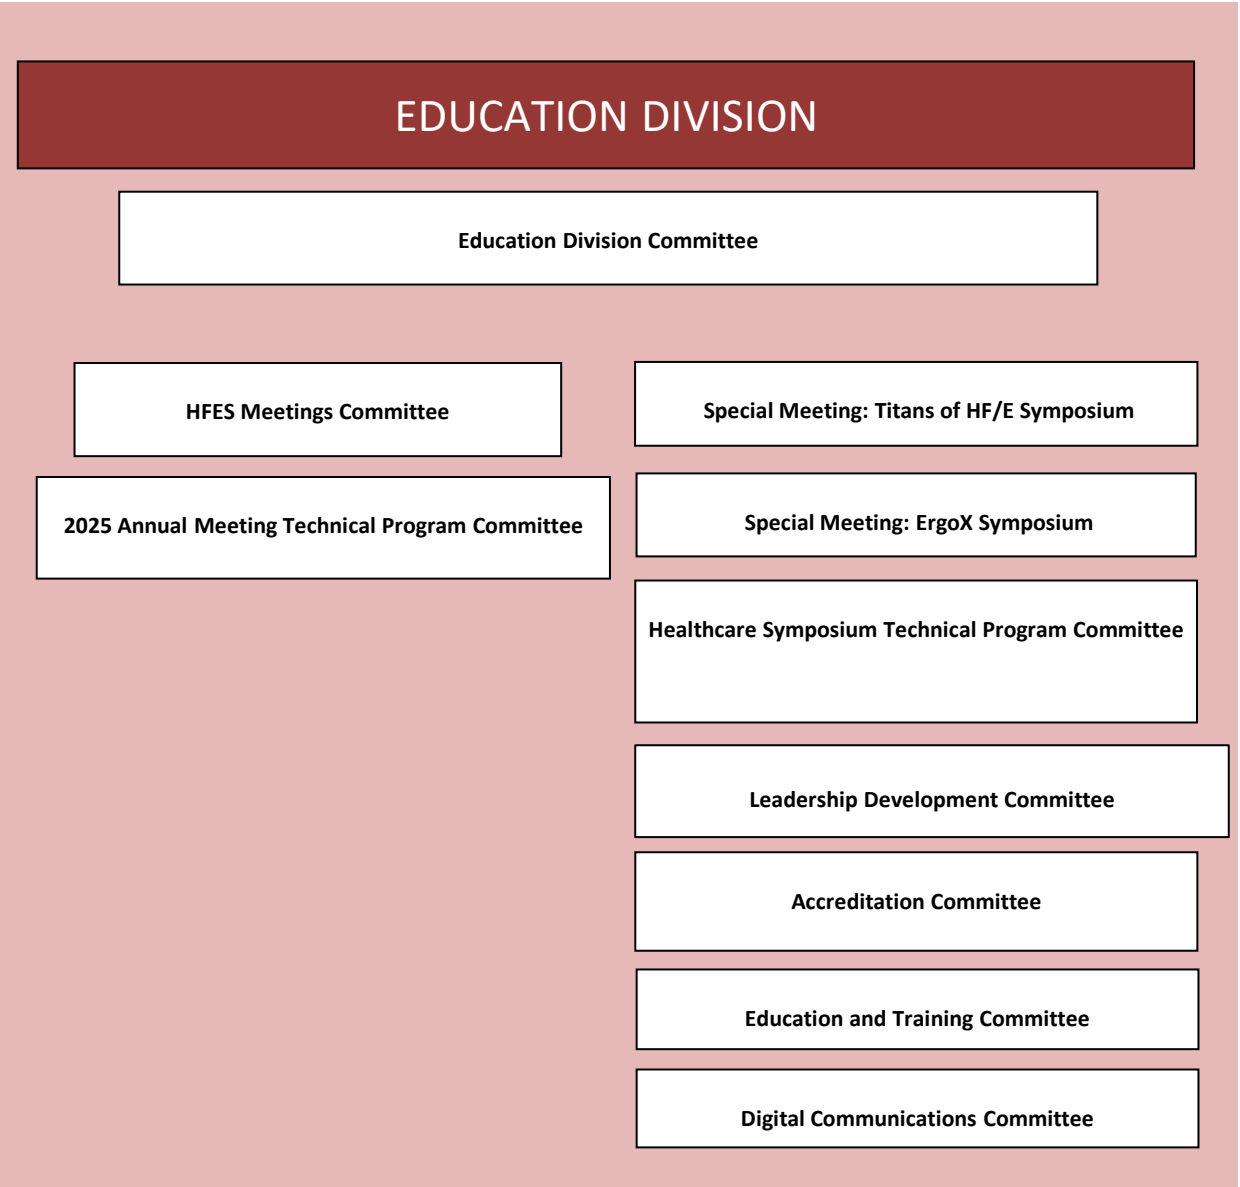 EDUCATION DIVISION
Education Division Committee
HFES Meetings Committee
2025 Annual Meeting Technical Program Committee
Special Meeting: Titans of HF/E Symposium
Special Meeting: ErgoX Symposium
Healthcare Symposium Technical Program Committee
Leadership Development Committee
Accreditation Committee
Education and Training Committee
Digital Communications Committee